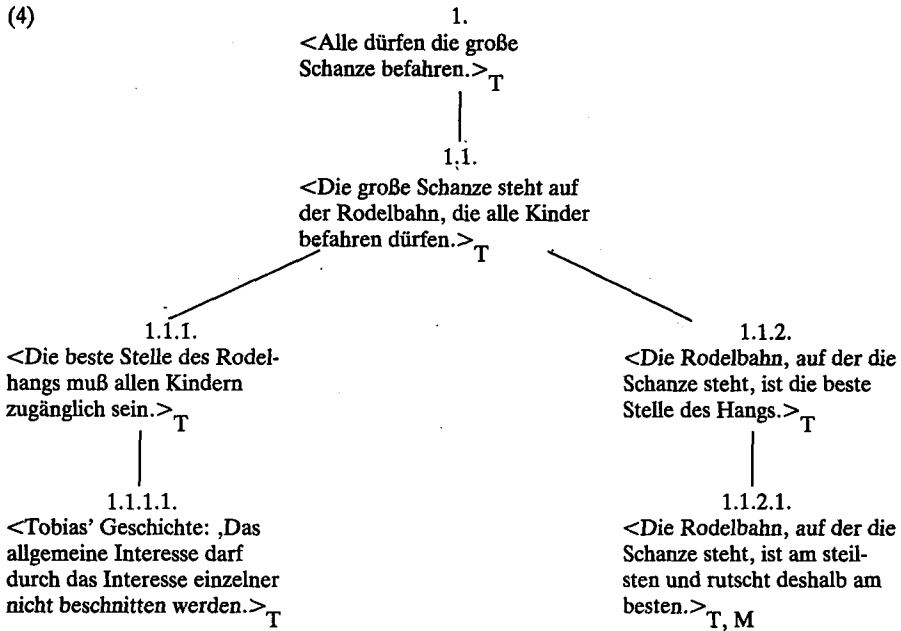 (4)
1.
<Alle dürfen die große
Schanze befahren.>T
1.1.
<Die große Schanze steht auf
der Rodelbahn, die alle Kinder
befahren dürfen.>T
1.1.1.
<Die beste Stelle des Rodel-
hangs muß allen Kindern
zugänglich sein.>T
1.1.2.
<Die Rodelbahn, auf der die
Schanze steht, ist die beste
Stelle des Hangs.>T
1.1.1.1.
<Tobias' Geschichte: ‚Das
allgemeine Interesse darf
durch das Interesse einzelner
nicht beschnitten werden.>T
1.1.2.1.
<Die Rodelbahn, auf der die
Schanze steht, ist am steil-
sten und rutscht deshalb am
besten.>T, M